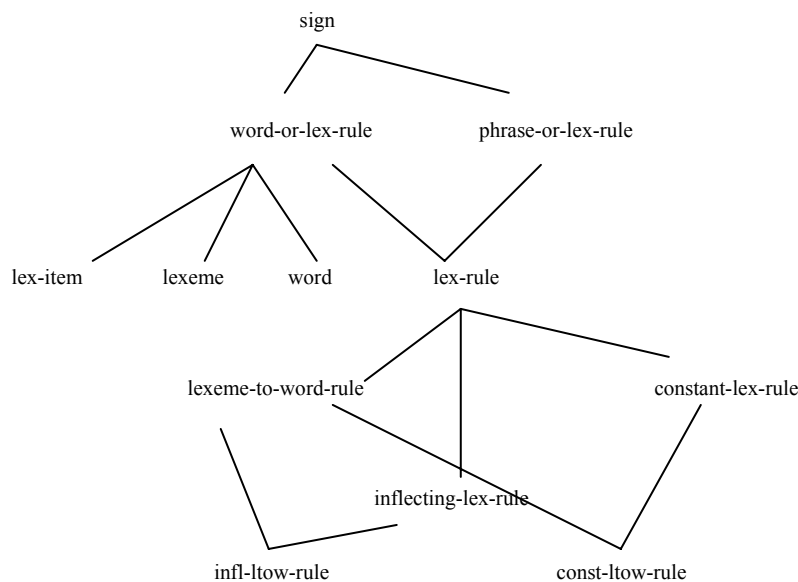 sign
word-or-lex-rule
phrase-or-lex-rule
lex-item
lexeme
word
lex-rule
lexeme-to-word-rule
constant-lex-rule
inflecting-lex-rule
infl-ltow-rule
const-ltow-rule